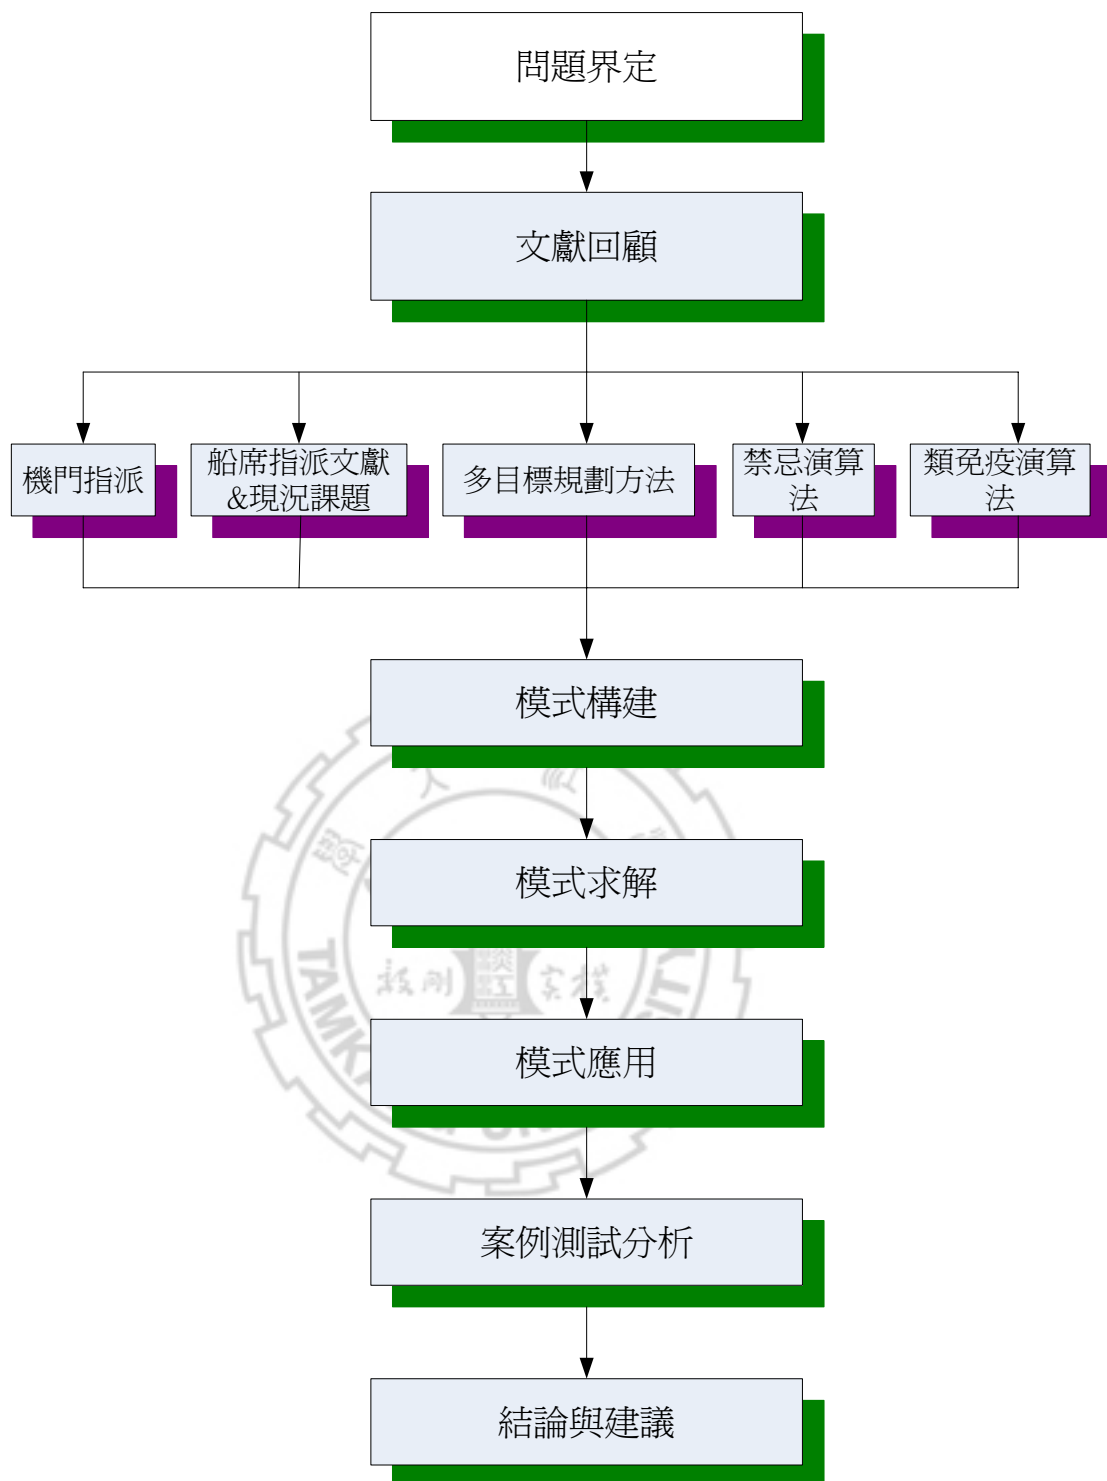 問題界定
文獻回顧
機門指派
船席指派文獻
&現況課題
多目標規劃方法
禁忌演算
法
類免疫演算
法
模式構建
模式求解
模式應用
案例測試分析
結論與建議